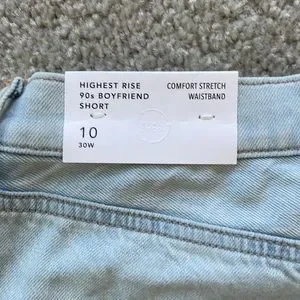 HIGHEST RISE
90s BOYFRIEND
SHORT
COMFORT STRETCH
WAISTBAND
10
30W